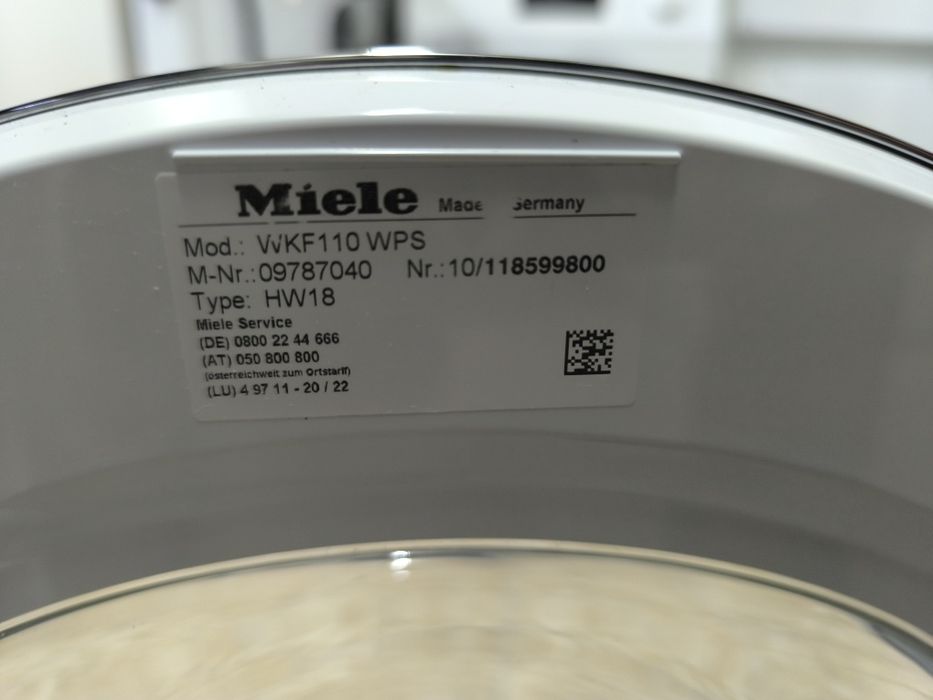 Miele Made Germany
Mod.: WKF110 WPS
M-Nr.: 09787040 Nr.: 10/118599800
Type: HW18
Miele Service
(DE) 0800 22 44 666
(AT) 050 800 800
(österreichweit zum Ortstarif)
(LU) 4 97 11 - 20 / 22